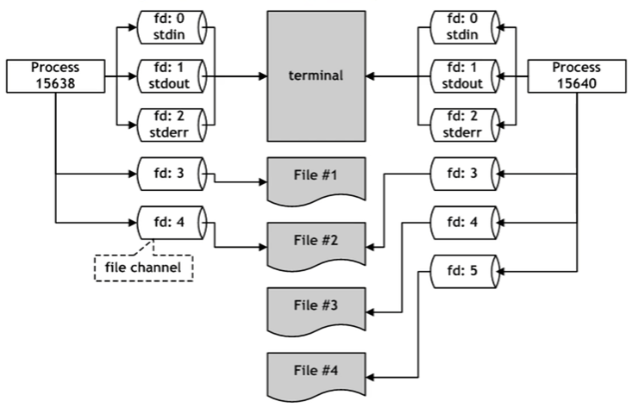 fd: 0
stdin
fd: 0
stdin
Process
15638
fd: 1
stdout
terminal
fd: 1
stdout
Process
15640
fd: 2
stderr
fd: 2
stderr
fd: 3
File #1
fd: 3
fd: 4
File #2
fd: 4
file channel
fd: 5
File #3
File #4